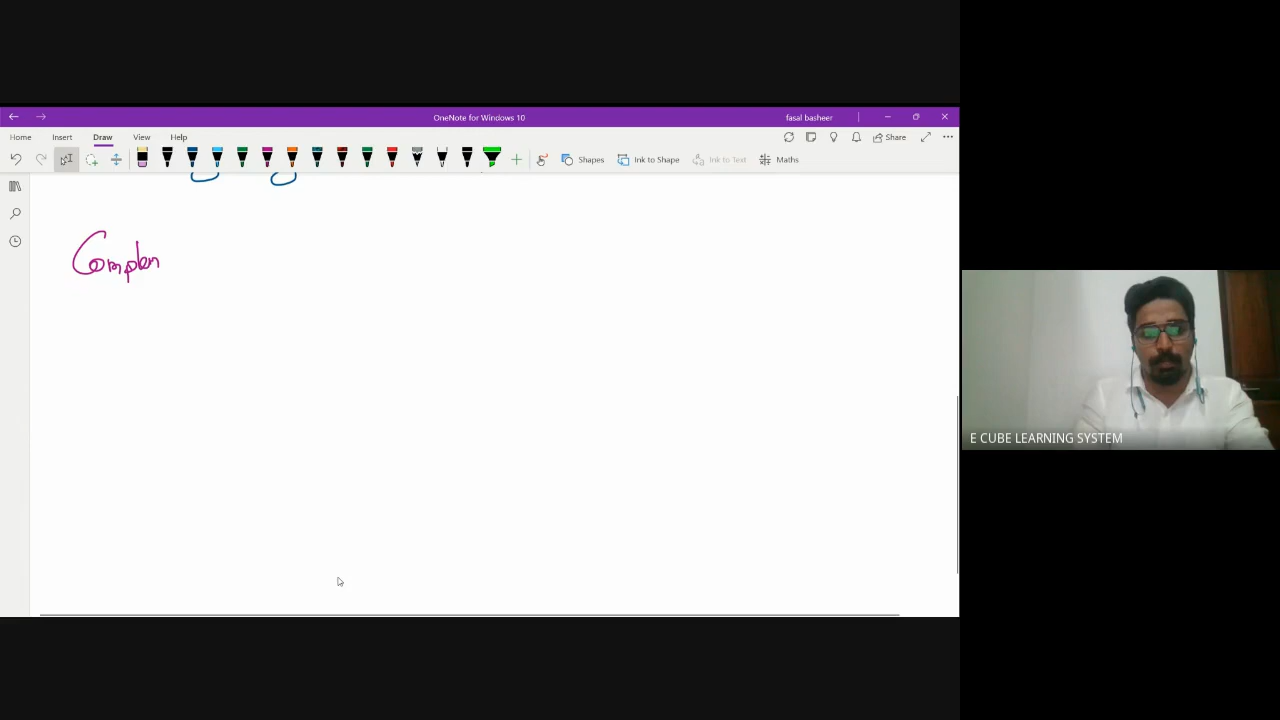 OneNote for Windows 10
fasal basheer
Home Insert Draw View Help
Share
Shapes Ink to Shape Ink to Text Maths
Complen
E CUBE LEARNING SYSTEM